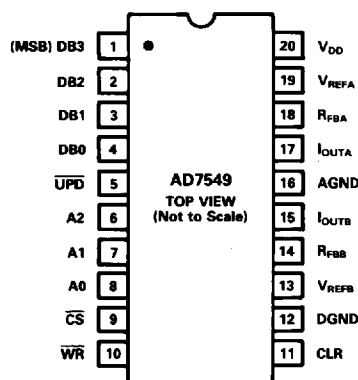 (MSB) DB3 1 20 VDD
DB2 2 19 VREFA
DB1 3 18 RFBA
DB0 4 17 IOUTA
UPD 5 AD7549 16 AGND
A2 6 TOP VIEW 15 IOUTB
(Not to Scale)
A1 7 14 RFBB
A0 8 13 VREFB
CS 9 12 DGND
WR 10 11 CLR